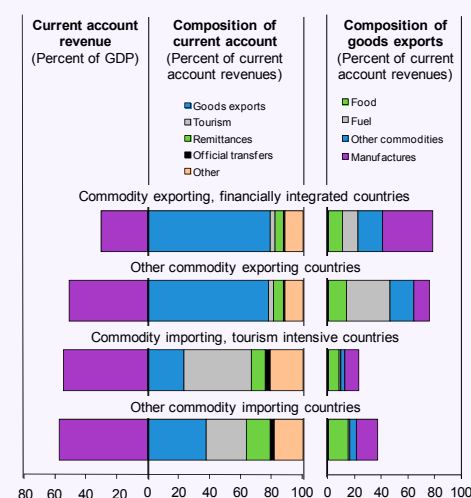 Current account
revenue
(Percent of GDP)
Composition of
current account
(Percent of current
account revenues)
Composition of
goods exports
(Percent of current
account revenues)
Goods exports
Tourism
Remittances
Official transfers
Other
Food
Fuel
Other commodities
Manufactures
Commodity exporting, financially integrated countries
Other commodity exporting countries
Commodity importing, tourism intensive countries
Other commodity importing countries
80 60 40 20 0 20 40 60 80 100 0 20 40 60 80 100